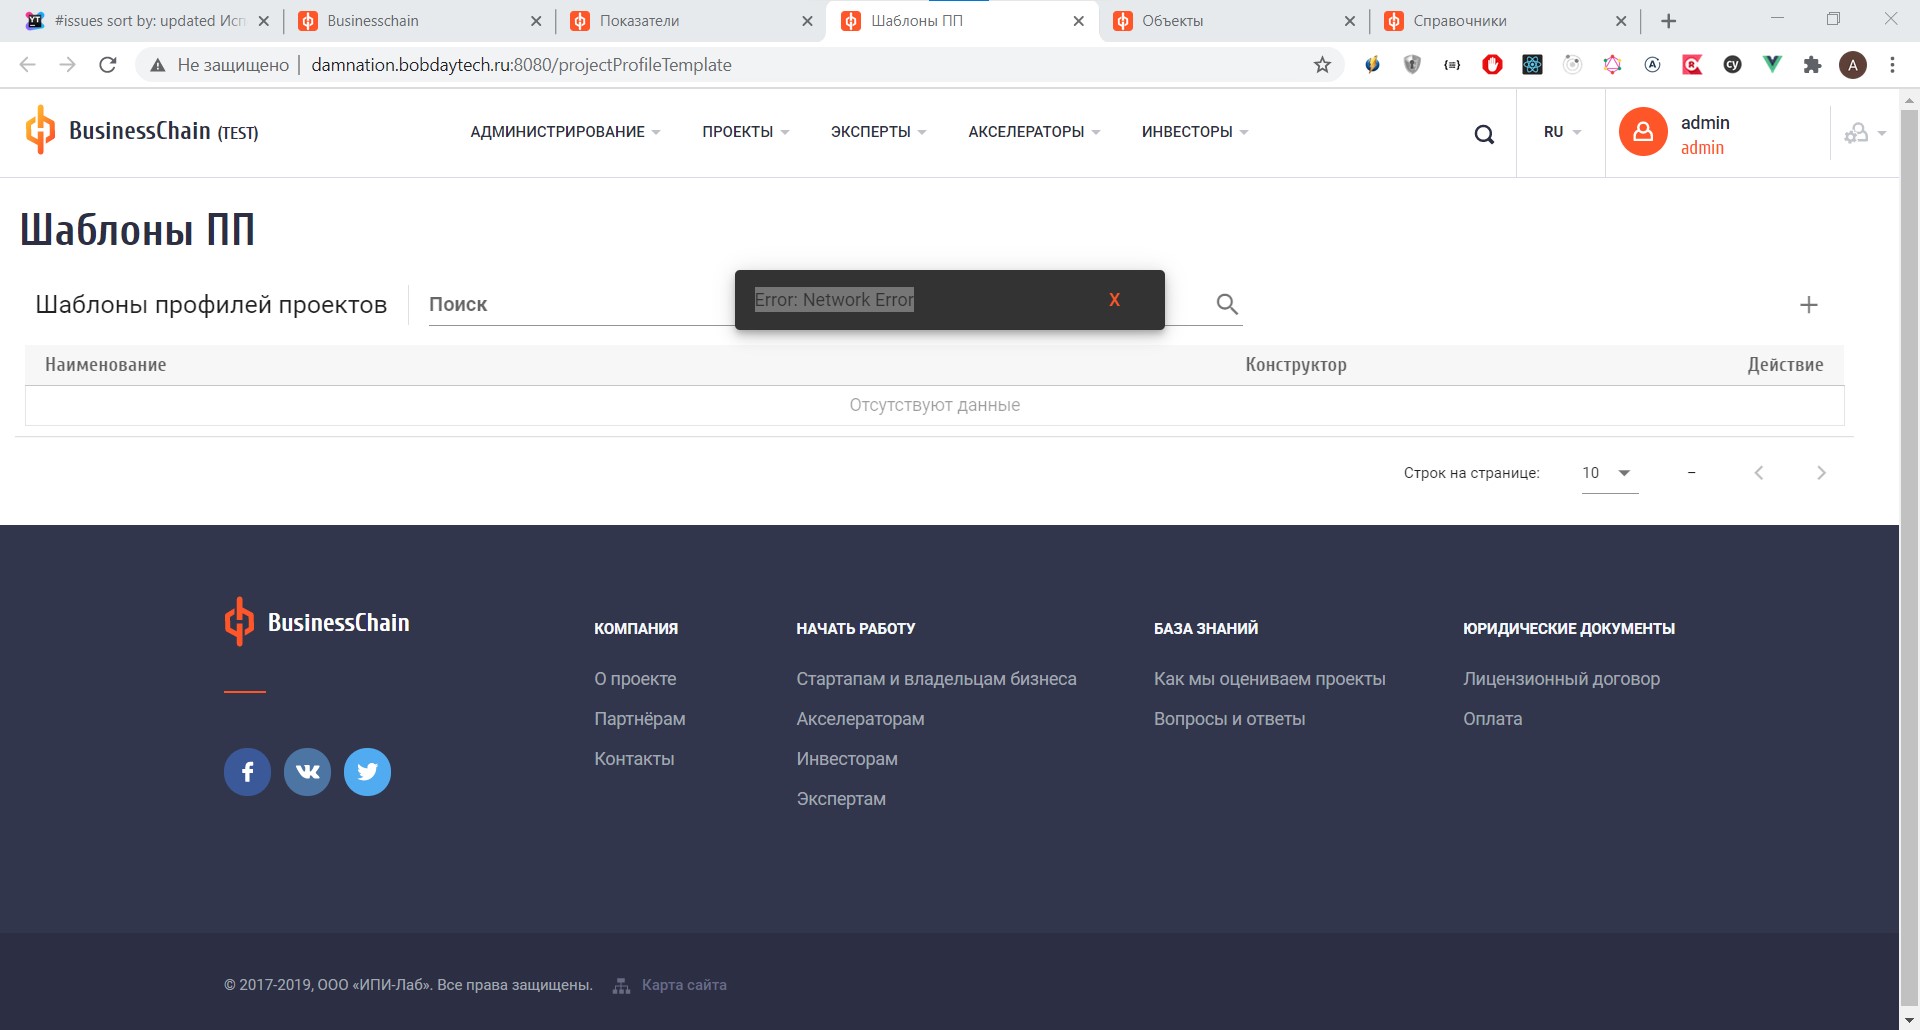 #issues sort by: updated Исп
Businesschain
Показатели
Шаблоны ПП
Объекты
Справочники
Не защищено
damnation.bobdaytech.ru:8080/projectProfileTemplate
A
BusinessChain (TEST)
АДМИНИСТРИРОВАНИЕ
ПРОЕКТЫ
ЭКСПЕРТЫ
АКСЕЛЕРАТОРЫ
ИНВЕСТОРЫ
RU
admin
admin
Шаблоны ПП
Шаблоны профилей проектов
Поиск
Error: Network Error
X
Наименование
Конструктор
Действие
Отсутствуют данные
Строк на странице:
10
–
BusinessChain
КОМПАНИЯ
О проекте
Партнёрам
Контакты
НАЧАТЬ РАБОТУ
Стартапам и владельцам бизнеса
Акселераторам
Инвесторам
Экспертам
БАЗА ЗНАНИЙ
Как мы оцениваем проекты
Вопросы и ответы
ЮРИДИЧЕСКИЕ ДОКУМЕНТЫ
Лицензионный договор
Оплата
© 2017-2019, ООО «ИПИ-Лаб». Все права защищены.
Карта сайта